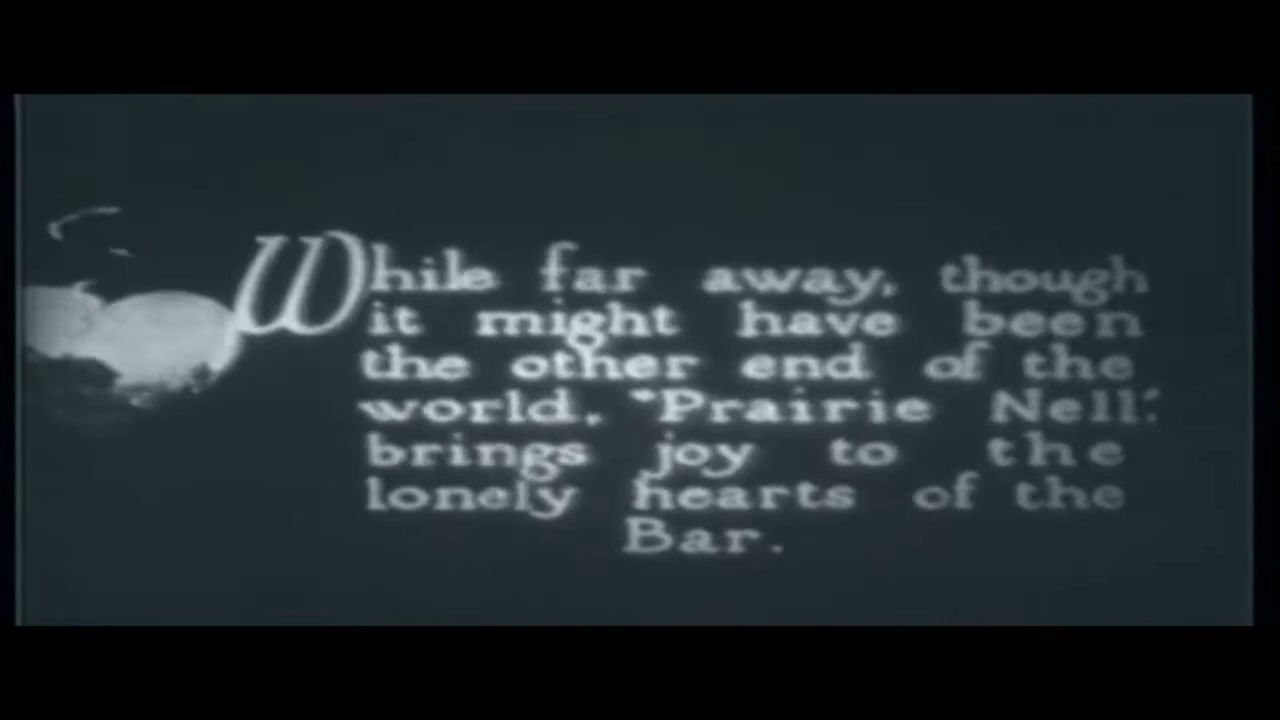 While far away, though
it might have been
the other end of the
world, "Prairie Nell."
brings joy to the
lonely hearts of the
Bar.